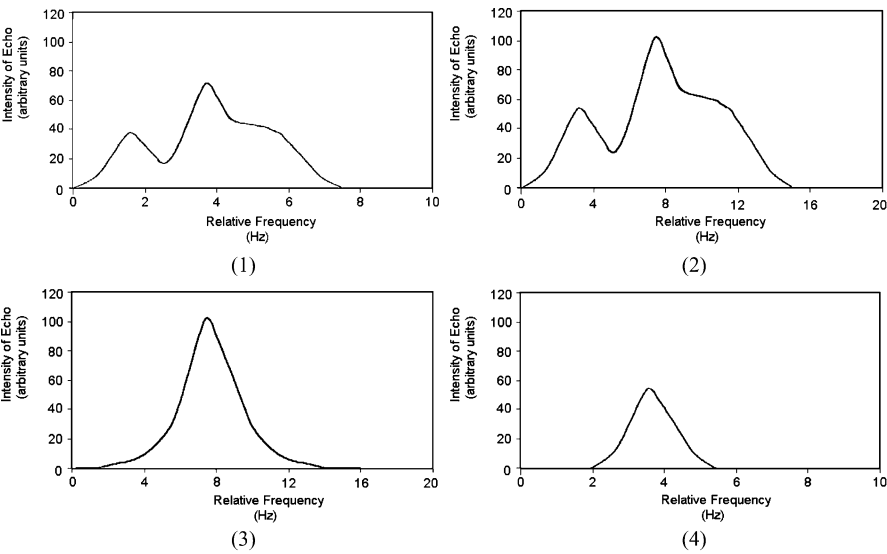 Intensity of Echo
(arbitrary units)
120
100
80
60
40
20
0
0 2 4 6 8 10
Relative Frequency
(Hz)
(1)
Intensity of Echo
(arbitrary units)
120
100
80
60
40
20
0
0 4 8 12 16 20
Relative Frequency
(Hz)
(2)
Intensity of Echo
(arbitrary units)
120
100
80
60
40
20
0
0 4 8 12 16 20
Relative Frequency
(Hz)
(3)
Intensity of Echo
(arbitrary units)
120
100
80
60
40
20
0
0 2 4 6 8 10
Relative Frequency
(Hz)
(4)